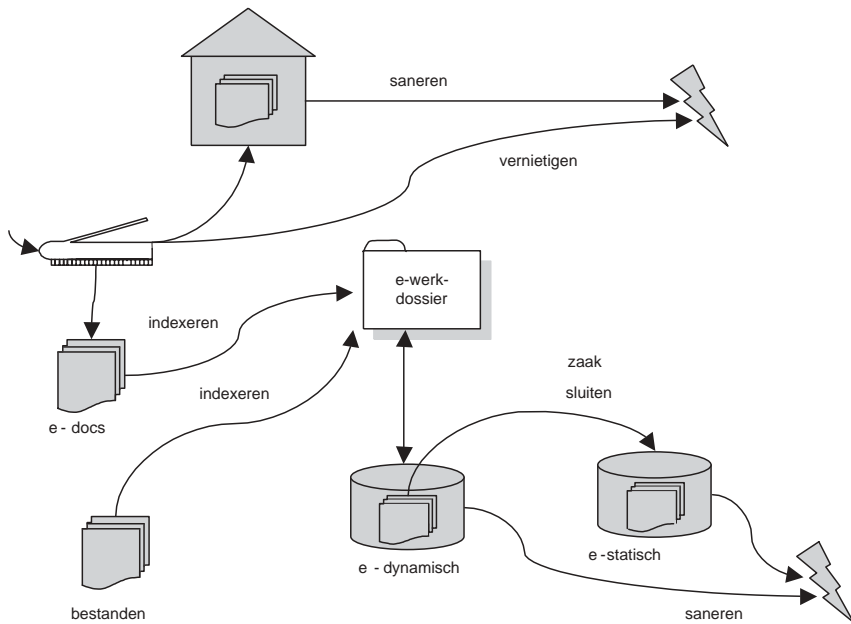 saneren
vernietigen
e-werk-
dossier
indexeren
zaak
sluiten
indexeren
e - docs
e -statisch
e - dynamisch
bestanden
saneren